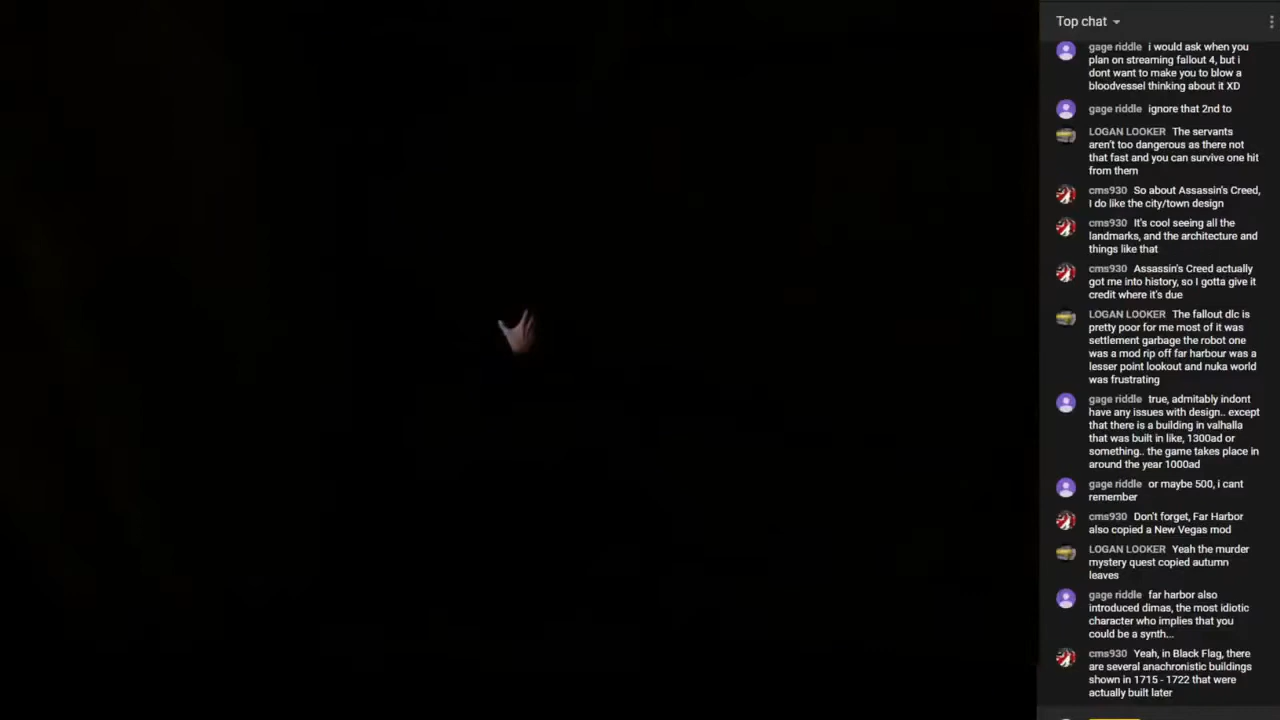 Top chat
gage riddle i would ask when you
plan on streaming fallout 4, but i
dont want to make you to blow a
bloodvessel thinking about it XD
gage riddle ignore that 2nd to
LOGAN LOOKER The servants
aren't too dangerous as there not
that fast and you can survive one hit
from them
cms930 So about Assassin's Creed,
I do like the city/town design
cms930 It's cool seeing all the
landmarks, and the architecture and
things like that
cms930 Assassin's Creed actually
got me into history, so I gotta give it
credit where it's due
LOGAN LOOKER The fallout dlc is
pretty poor for me most of it was
settlement garbage the robot one
was a mod rip off far harbour was a
lesser point lookout and nuka world
was frustrating
gage riddle true, admitably indont
have any issues with design.. except
that there is a building in valhalla
that was built in like, 1300ad or
something.. the game takes place in
around the year 1000ad
gage riddle or maybe 500, i cant
remember
cms930 Don't forget, Far Harbor
also copied a New Vegas mod
LOGAN LOOKER Yeah the murder
mystery quest copied autumn
leaves
gage riddle far harbor also
introduced dimas, the most idiotic
character who implies that you
could be a synth...
cms930 Yeah, in Black Flag, there
are several anachronistic buildings
shown in 1715 - 1722 that were
actually built later